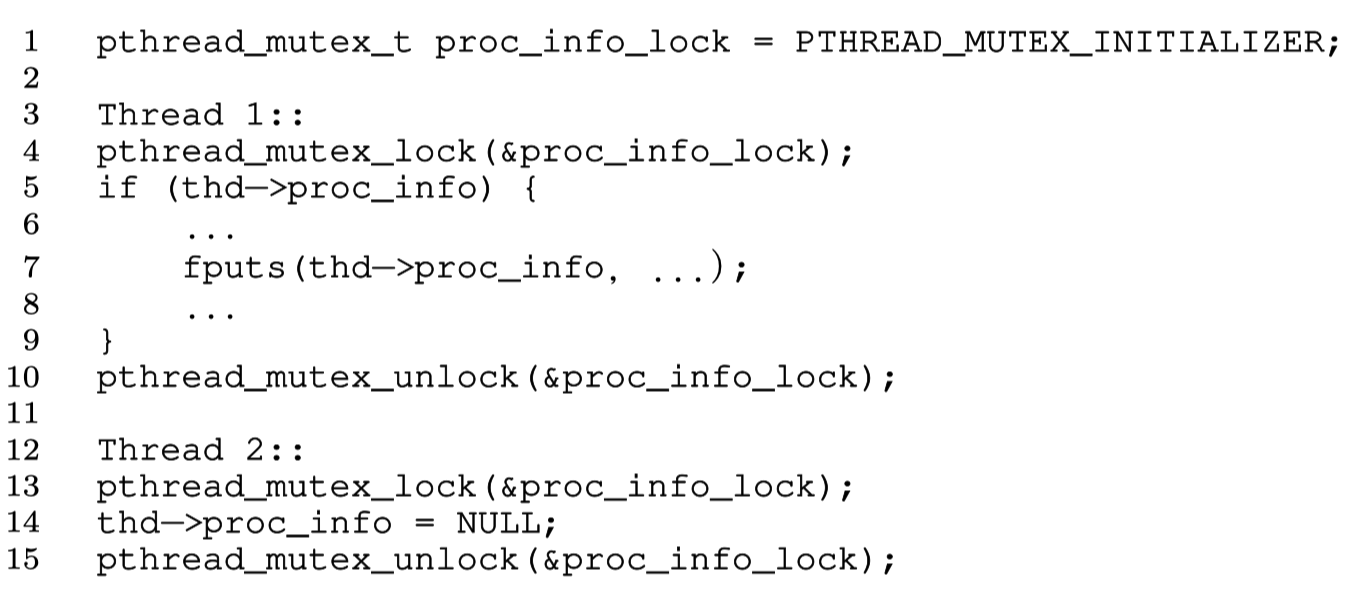 1 pthread_mutex_t proc_info_lock = PTHREAD_MUTEX_INITIALIZER;
2
3 Thread 1::
4 pthread_mutex_lock(&proc_info_lock);
5 if (thd->proc_info) {
6 ...
7 fputs(thd->proc_info, ...);
8 ...
9 }
10 pthread_mutex_unlock(&proc_info_lock);
11
12 Thread 2::
13 pthread_mutex_lock(&proc_info_lock);
14 thd->proc_info = NULL;
15 pthread_mutex_unlock(&proc_info_lock);